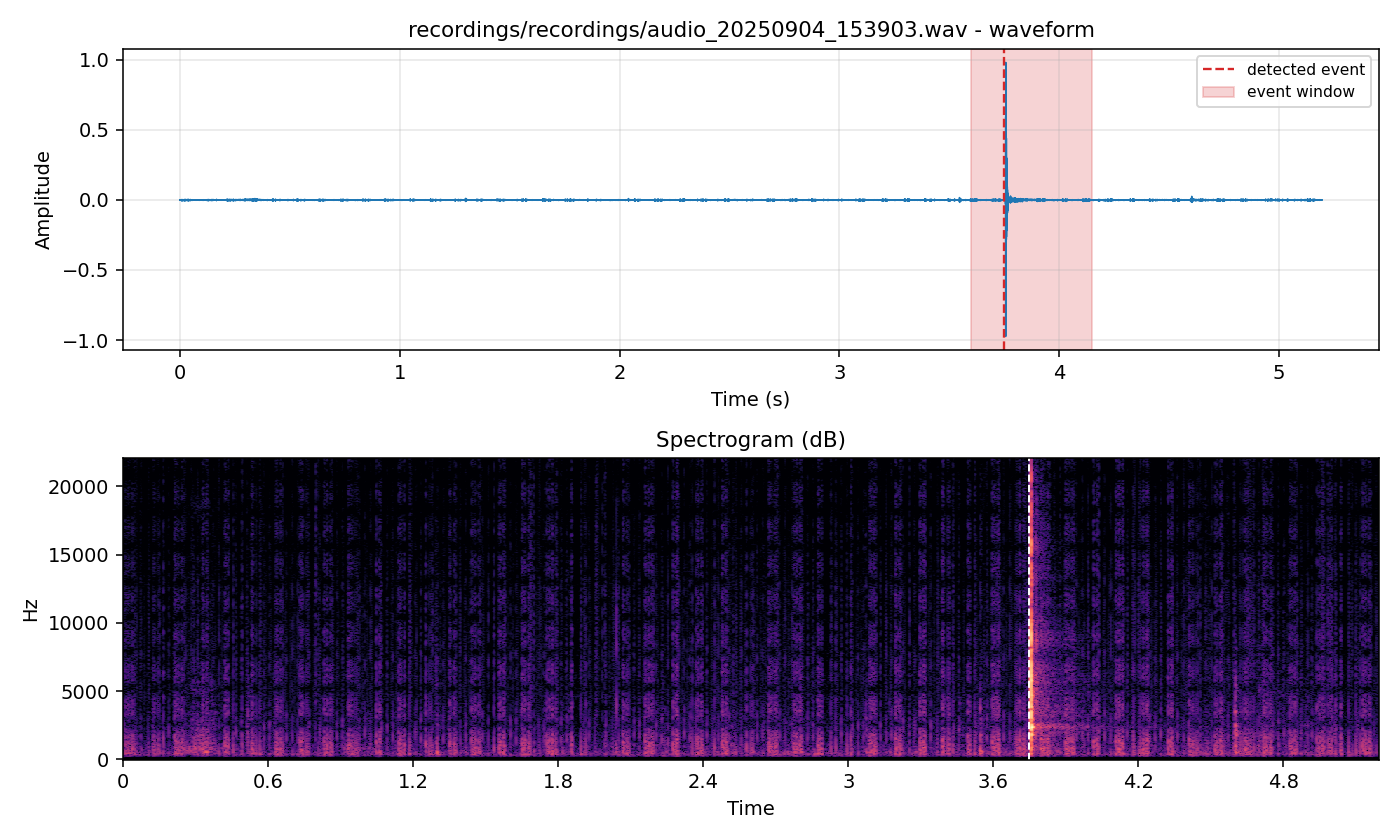 recordings/recordings/audio_20250904_153903.wav - waveform
1.0
0.5
0.0
−0.5
−1.0
Amplitude
detected event
event window
0 1 2 3 4 5
Time (s)
Spectrogram (dB)
20000
15000
10000
5000
0
Hz
0 0.6 1.2 1.8 2.4 3 3.6 4.2 4.8
Time